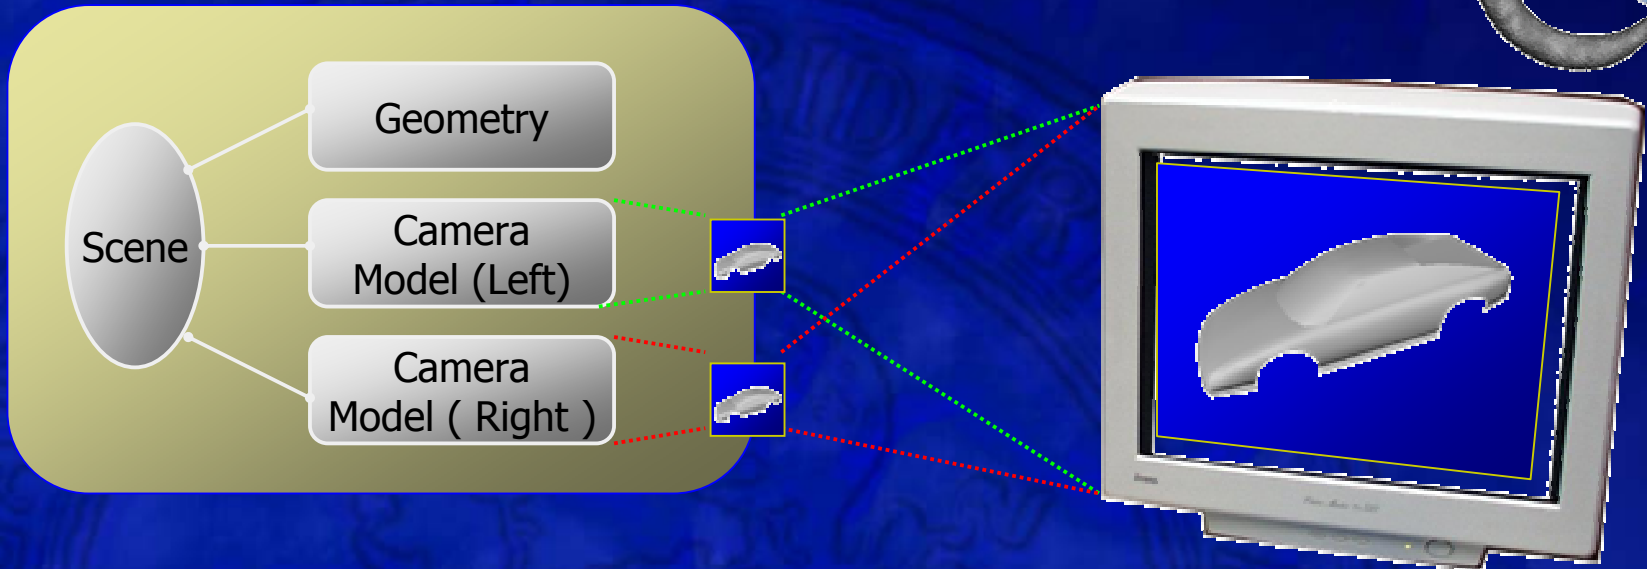 Geometry
Scene
Camera
Model (Left)
Camera
Model ( Right )